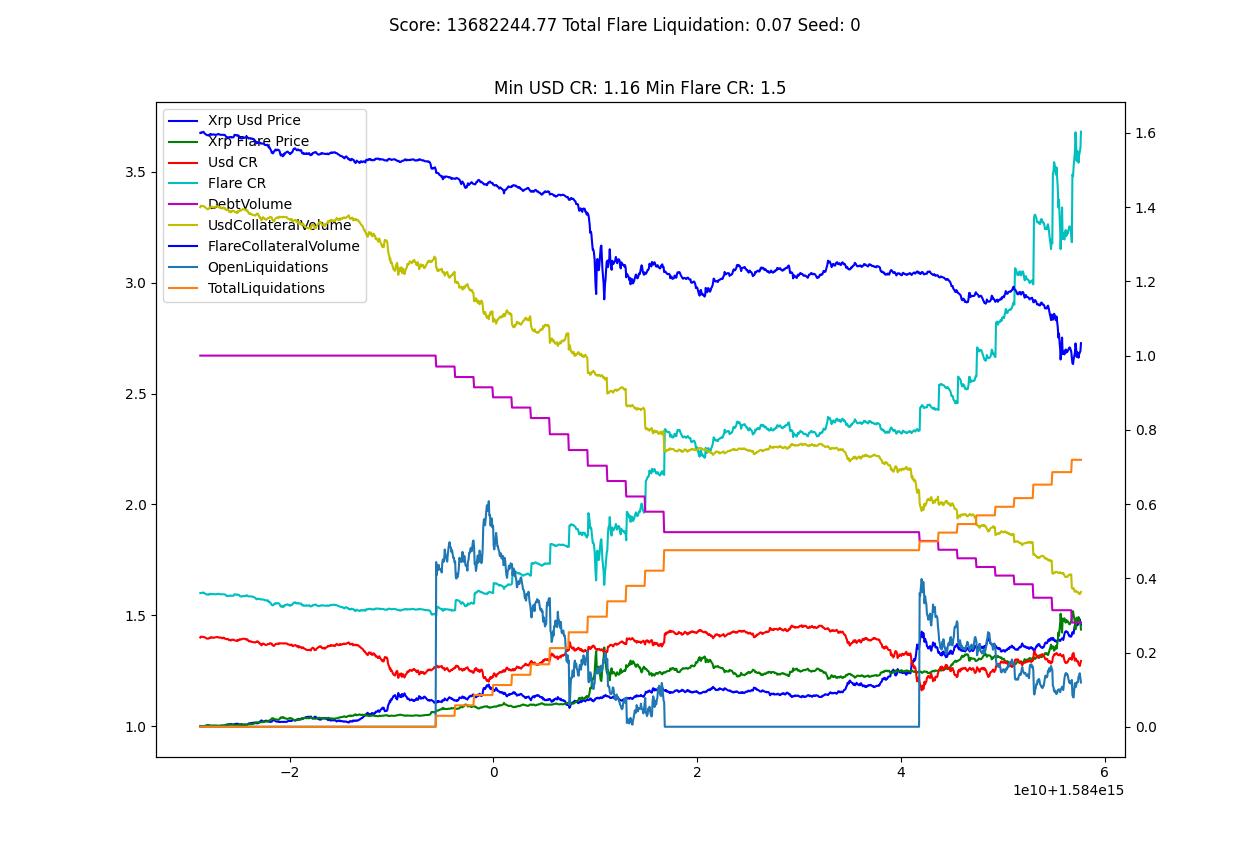 Score: 13682244.77 Total Flare Liquidation: 0.07 Seed: 0
Min USD CR: 1.16 Min Flare CR: 1.5
Xrp Usd Price
Xrp Flare Price
Usd CR
Flare CR
DebtVolume
UsdCollateralVolume
FlareCollateralVolume
OpenLiquidations
TotalLiquidations
3.5
3.0
2.5
2.0
1.5
1.0
1.6
1.4
1.2
1.0
0.8
0.6
0.4
0.2
0.0
−2 0 2 4 6
1e10+1.584e15